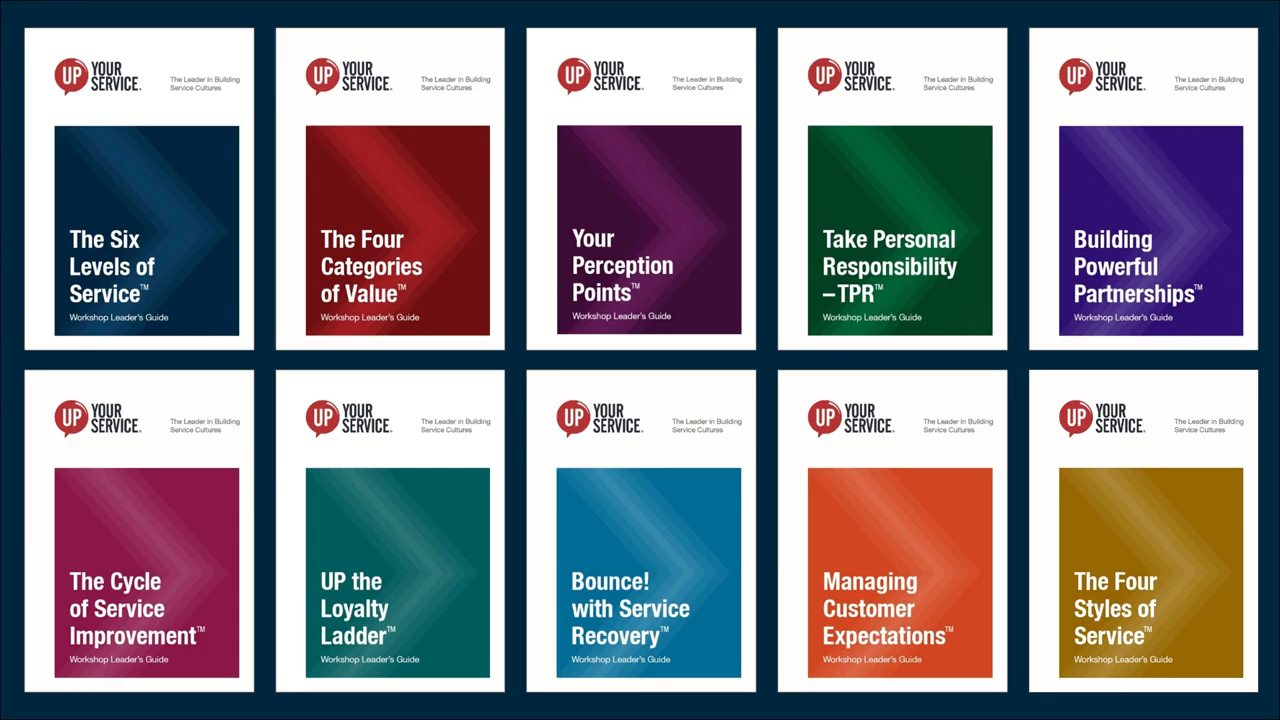 UP YOUR SERVICE.
The Leader in Building
Service Cultures
The Six
Levels of
Service™
Workshop Leader's Guide
UP YOUR SERVICE.
The Leader in Building
Service Cultures
The Four
Categories
of Value™
Workshop Leader's Guide
UP YOUR SERVICE.
The Leader in Building
Service Cultures
Your
Perception
Points™
Workshop Leader's Guide
UP YOUR SERVICE.
The Leader in Building
Service Cultures
Take Personal
Responsibility
–TPR™
Workshop Leader's Guide
UP YOUR SERVICE.
The Leader in Building
Service Cultures
Building
Powerful
Partnerships™
Workshop Leader's Guide
UP YOUR SERVICE.
The Leader in Building
Service Cultures
The Cycle
of Service
Improvement™
Workshop Leader's Guide
UP YOUR SERVICE.
The Leader in Building
Service Cultures
UP the
Loyalty
Ladder™
Workshop Leader's Guide
UP YOUR SERVICE.
The Leader in Building
Service Cultures
Bounce!
with Service
Recovery™
Workshop Leader's Guide
UP YOUR SERVICE.
The Leader in Building
Service Cultures
Managing
Customer
Expectations™
Workshop Leader's Guide
UP YOUR SERVICE.
The Leader in Building
Service Cultures
The Four
Styles of
Service™
Workshop Leader's Guide